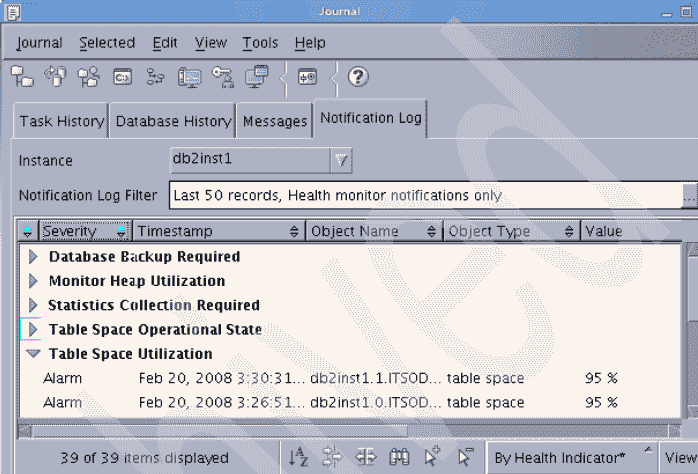 Journal
Journal Selected Edit View Tools Help
Task History Database History Messages Notification Log
Instance db2inst1
Notification Log Filter Last 50 records, Health monitor notifications only ...
Severity Timestamp Object Name Object Type Value
Database Backup Required
Monitor Heap Utilization
Statistics Collection Required
Table Space Operational State
Table Space Utilization
Alarm Feb 20, 2008 3:30:31... db2inst1.1.ITSOD... table space 95 %
Alarm Feb 20, 2008 3:26:51... db2inst1.0.ITSOD... table space 95 %
39 of 39 items displayed By Health Indicator* View